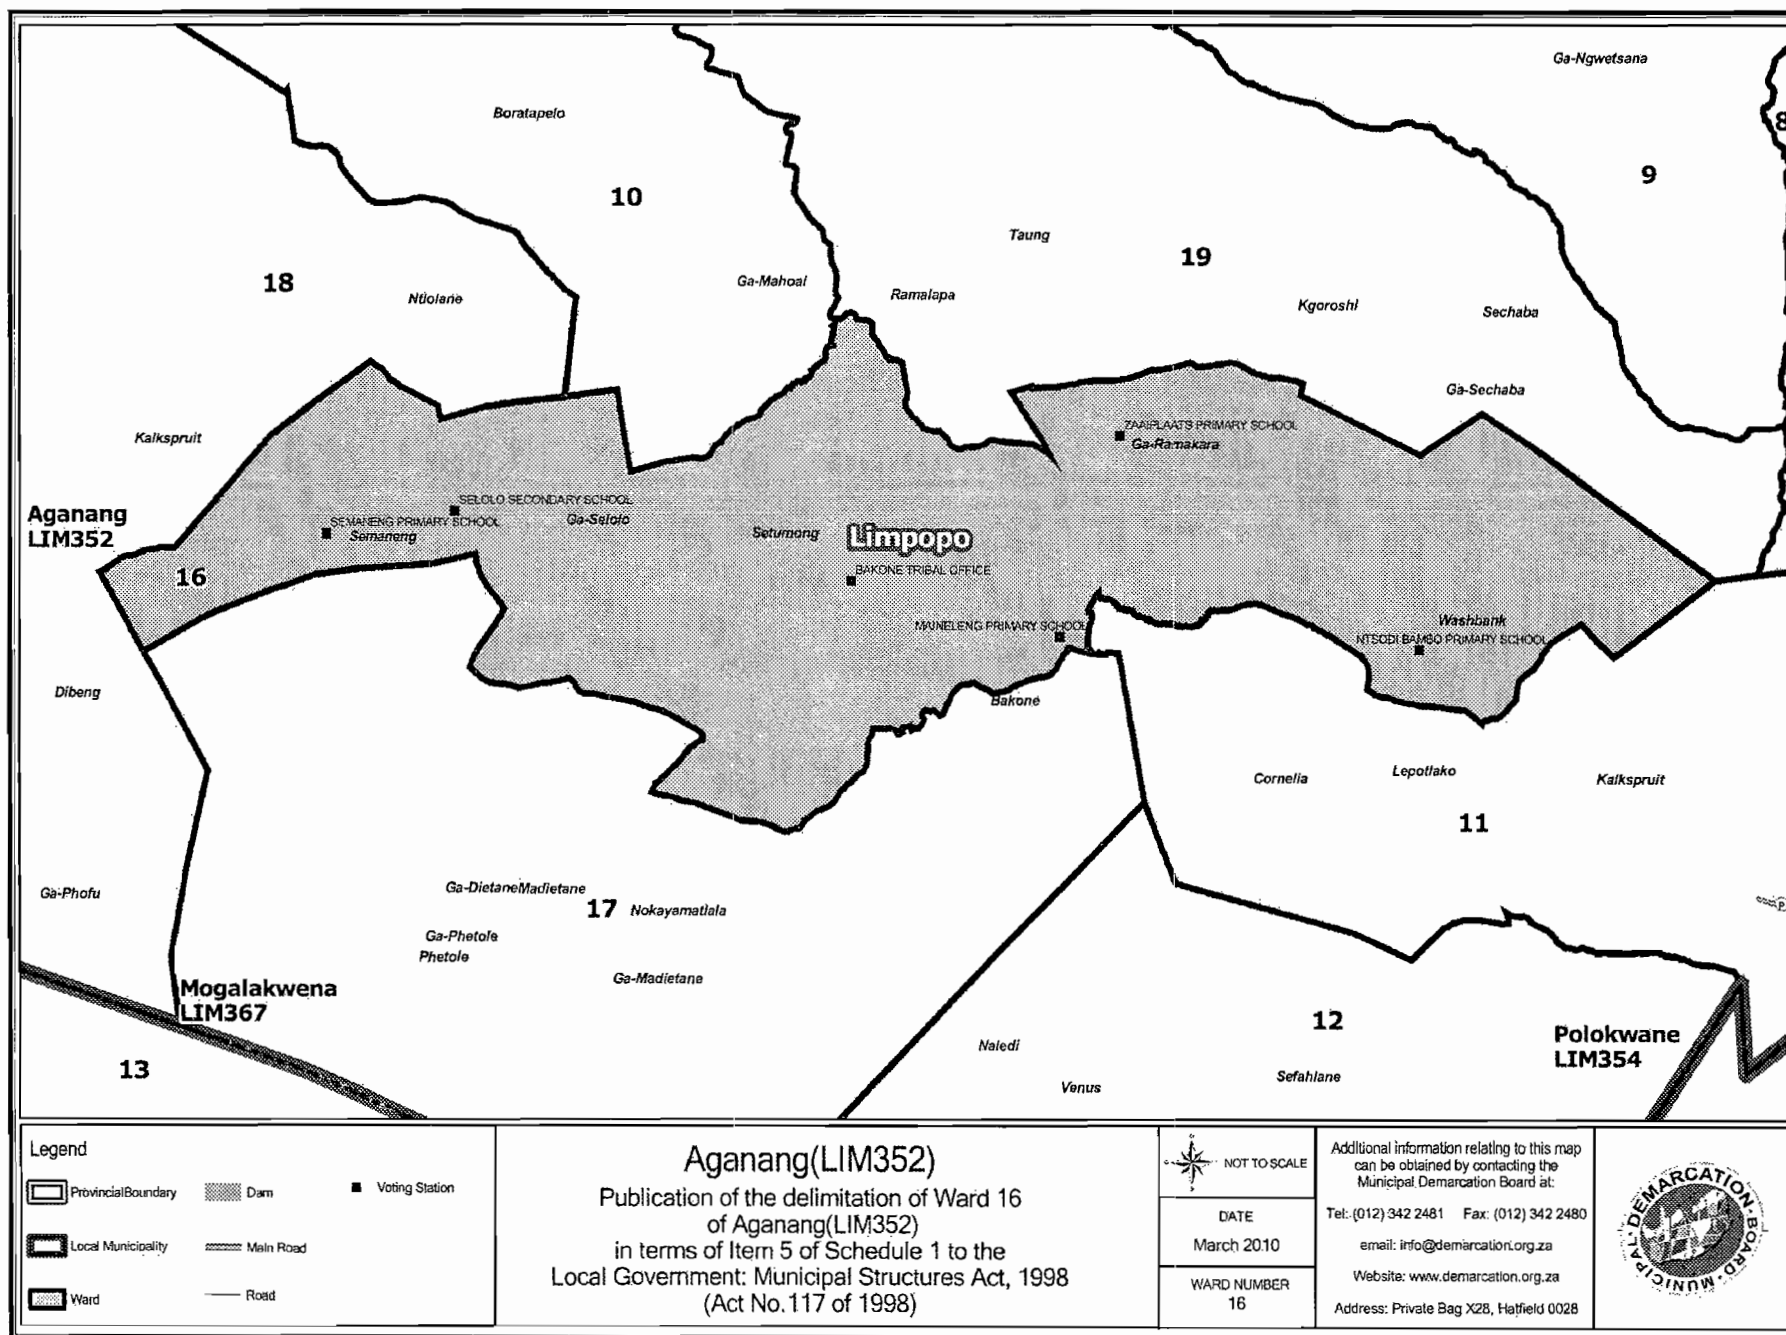 Ga-Ngwetsana
Boratapelo
8
9
10
Taung
19
18
Ga-Mahoai
Ntlolane
Ramalapa
Kgoroshi
Sechaba
Ga-Sechaba
Kalkspruit
ZAAIPLAATS PRIMARY SCHOOL
Ga-Ramakara
SELOLO SECONDARY SCHOOL
Aganang
LIM352
SEMANENG PRIMARY SCHOOL
Ga-Selolo
Semaneng
Setumong
Limpopo
16
BAKONE TRIBAL OFFICE
MAINELENG PRIMARY SCHOOL
Washbank
NTSODI BAMBO PRIMARY SCHOOL
Dibeng
Bakone
Cornelia
Lepotlako
Kalkspruit
11
Ga-Phofu
Ga-DietaneMadietane
17
Nokayamatlala
Ga-Phetole
Phetole
Ga-Madietane
Mogalakwena
LIM367
12
Polokwane
LIM354
13
Naledi
Venus
Sefahlane
Legend
ProvincialBoundary
Dam
Voting Station
Local Municipality
Main Road
Ward
Road
Aganang(LIM352)
Publication of the delimitation of Ward 16
of Aganang(LIM352)
in terms of Item 5 of Schedule 1 to the
Local Government: Municipal Structures Act, 1998
(Act No.117 of 1998)
NOT TO SCALE
DATE
March 2010
WARD NUMBER
16
Additional information relating to this map
can be obtained by contacting the
Municipal Demarcation Board at:
Tel: (012) 342 2481 Fax: (012) 342 2480
email: info@demarcation.org.za
Website: www.demarcation.org.za
Address: Private Bag X28, Hatfield 0028
MUNICIPAL DEMARCATION BOARD